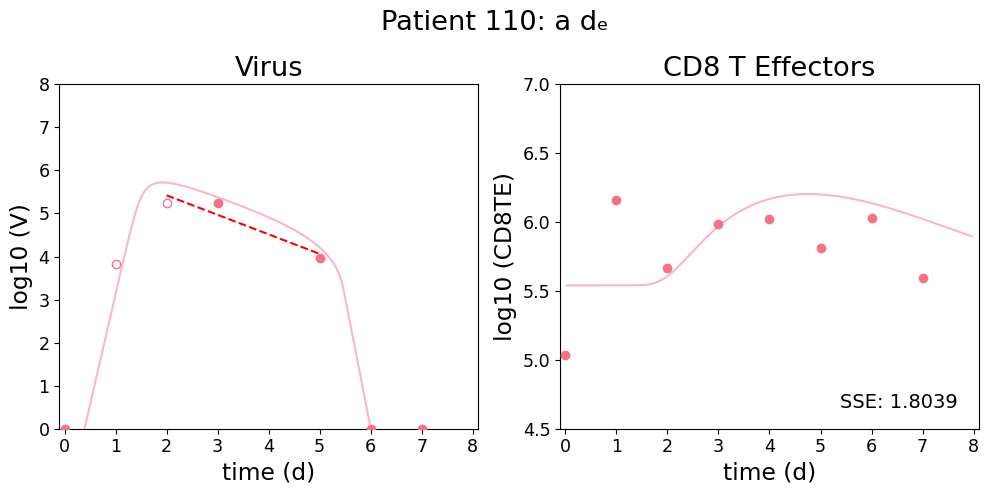 Patient 110: a dₑ
Virus
CD8 T Effectors
log10 (V)
8
7
6
5
4
3
2
1
0
0 1 2 3 4 5 6 7 8
time (d)
log10 (CD8TE)
7.0
6.5
6.0
5.5
5.0
4.5
SSE: 1.8039
0 1 2 3 4 5 6 7 8
time (d)